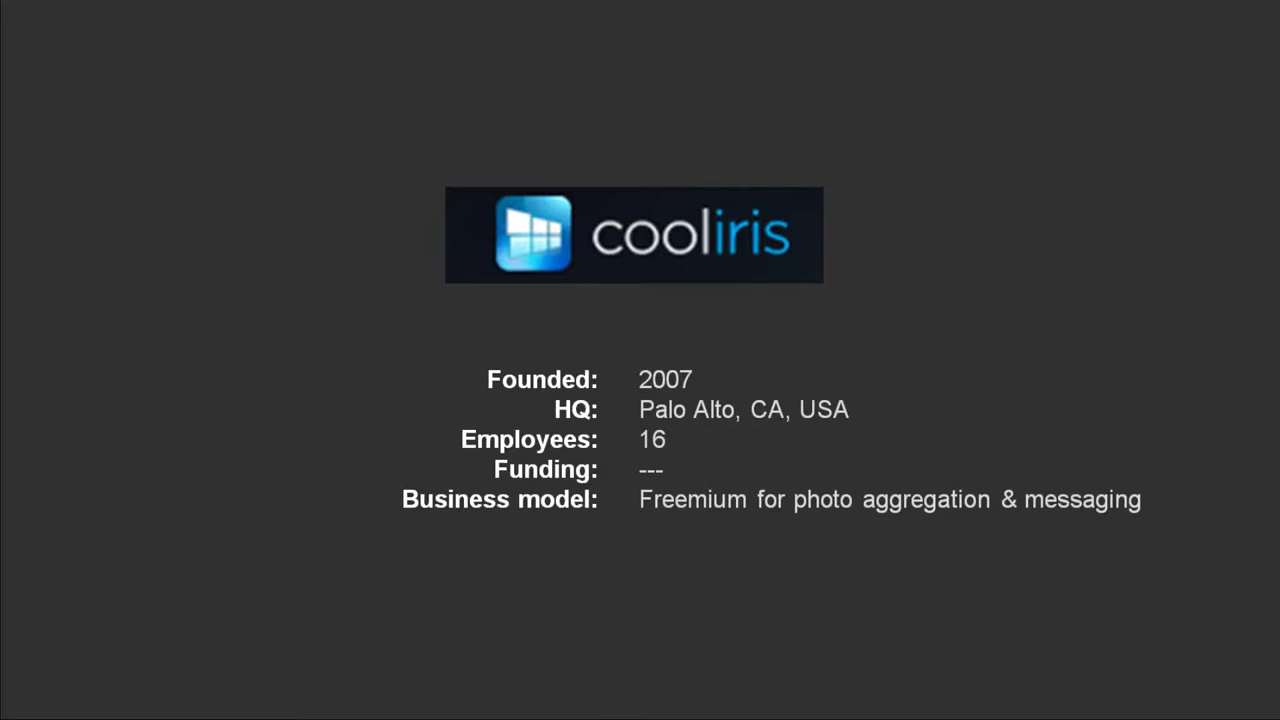 cooliris
Founded: 2007
HQ: Palo Alto, CA, USA
Employees: 16
Funding: ---
Business model: Freemium for photo aggregation & messaging